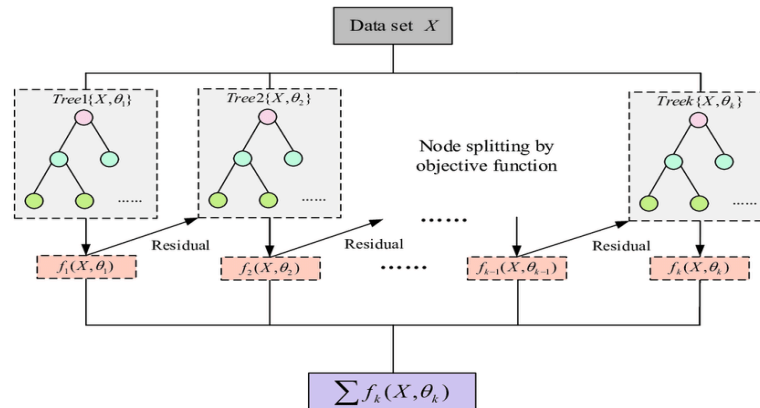 Data set X
Tree1{X,θ₁}
Tree2{X,θ₂}
Treek{X,θₖ}
Node splitting by
objective function
......
......
......
......
Residual
Residual
Residual
f₁(X,θ₁)
f₂(X,θ₂)
......
fₖ₋₁(X,θₖ₋₁)
fₖ(X,θₖ)
∑ fₖ(X,θₖ)